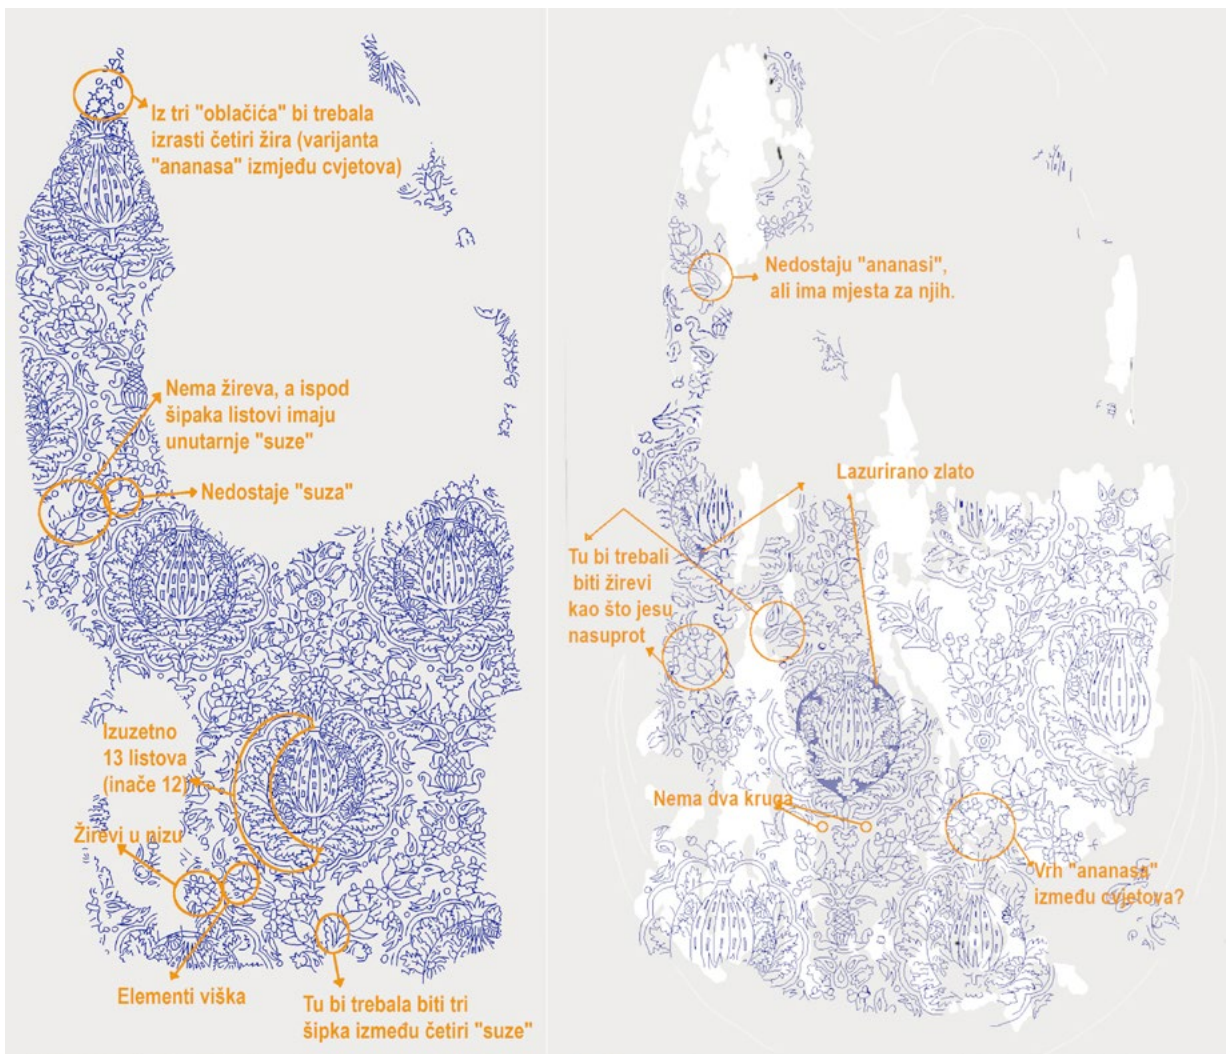 Iz tri "oblačića" bi trebala
izrasti četiri žira (varijanta
"ananasa" izmjeđu cvjetova)
Nema žireva, a ispod
šipaka listovi imaju
unutarnje "suze"
Nedostaje "suza"
Izuzetno
13 listova
(inače 12)
Žirevi u nizu
Elementi viška
Tu bi trebala biti tri
šipka između četiri "suze"
Nedostaju "ananasi",
ali ima mjesta za njih.
Lazurirano zlato
Tu bi trebali
biti žirevi
kao što jesu
nasuprot
Nema dva kruga
Vrh "ananasa"
između cvjetova?